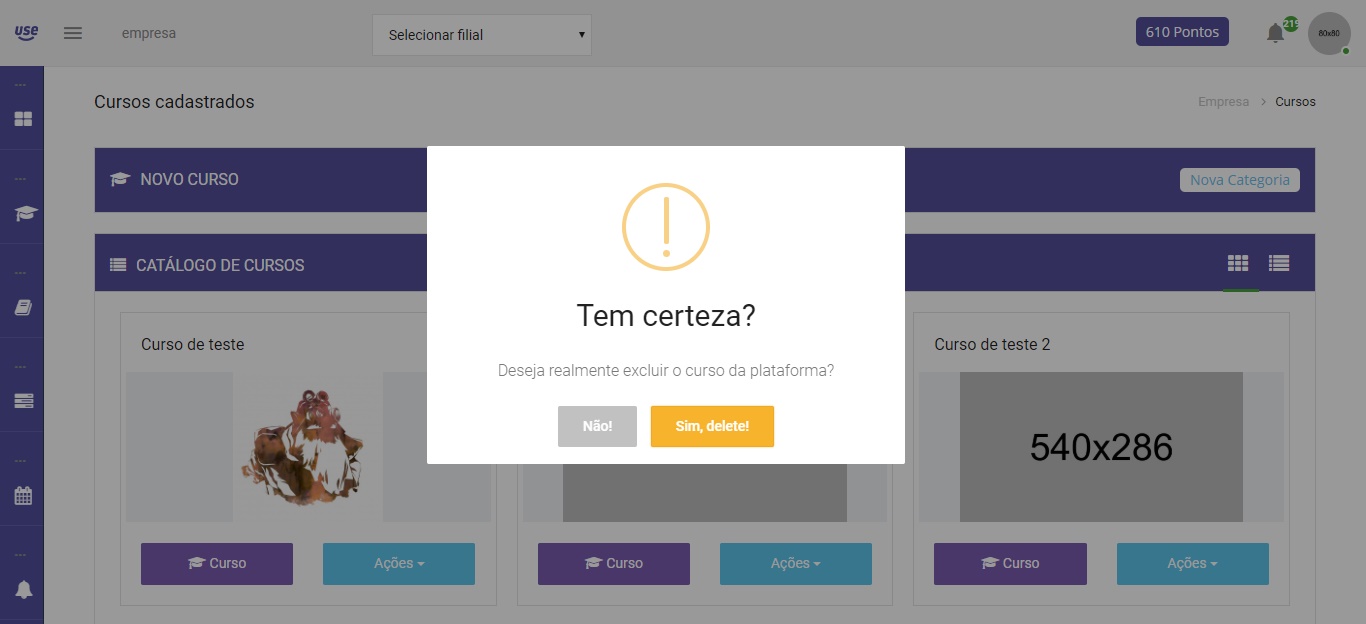 use
empresa
Selecionar filial
610 Pontos
215
80x80
Cursos cadastrados
Empresa > Cursos
NOVO CURSO
Nova Categoria
CATÁLOGO DE CURSOS
Curso de teste
Curso de teste 2
540x286
Tem certeza?
Deseja realmente excluir o curso da plataforma?
Não!
Sim, delete!
Curso
Ações
Curso
Ações
Curso
Ações